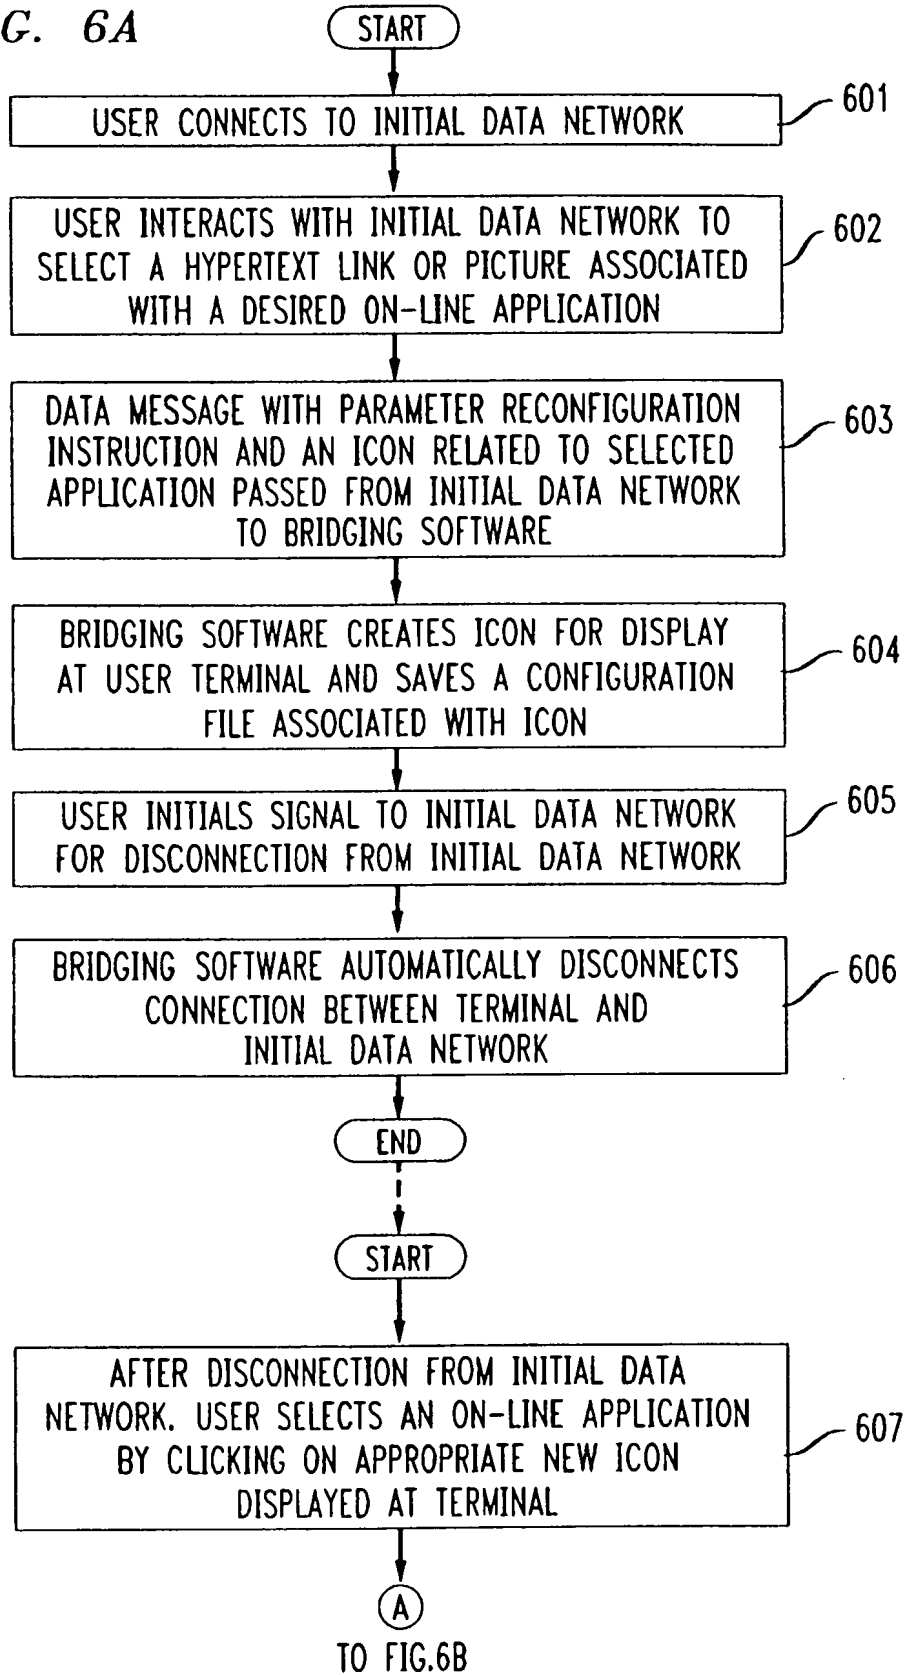 G. 6A
START
USER CONNECTS TO INITIAL DATA NETWORK
601
USER INTERACTS WITH INITIAL DATA NETWORK TO
SELECT A HYPERTEXT LINK OR PICTURE ASSOCIATED
WITH A DESIRED ON-LINE APPLICATION
602
DATA MESSAGE WITH PARAMETER RECONFIGURATION
INSTRUCTION AND AN ICON RELATED TO SELECTED
APPLICATION PASSED FROM INITIAL DATA NETWORK
TO BRIDGING SOFTWARE
603
BRIDGING SOFTWARE CREATES ICON FOR DISPLAY
AT USER TERMINAL AND SAVES A CONFIGURATION
FILE ASSOCIATED WITH ICON
604
USER INITIALS SIGNAL TO INITIAL DATA NETWORK
FOR DISCONNECTION FROM INITIAL DATA NETWORK
605
BRIDGING SOFTWARE AUTOMATICALLY DISCONNECTS
CONNECTION BETWEEN TERMINAL AND
INITIAL DATA NETWORK
606
END
START
AFTER DISCONNECTION FROM INITIAL DATA
NETWORK. USER SELECTS AN ON-LINE APPLICATION
BY CLICKING ON APPROPRIATE NEW ICON
DISPLAYED AT TERMINAL
607
A
TO FIG.6B